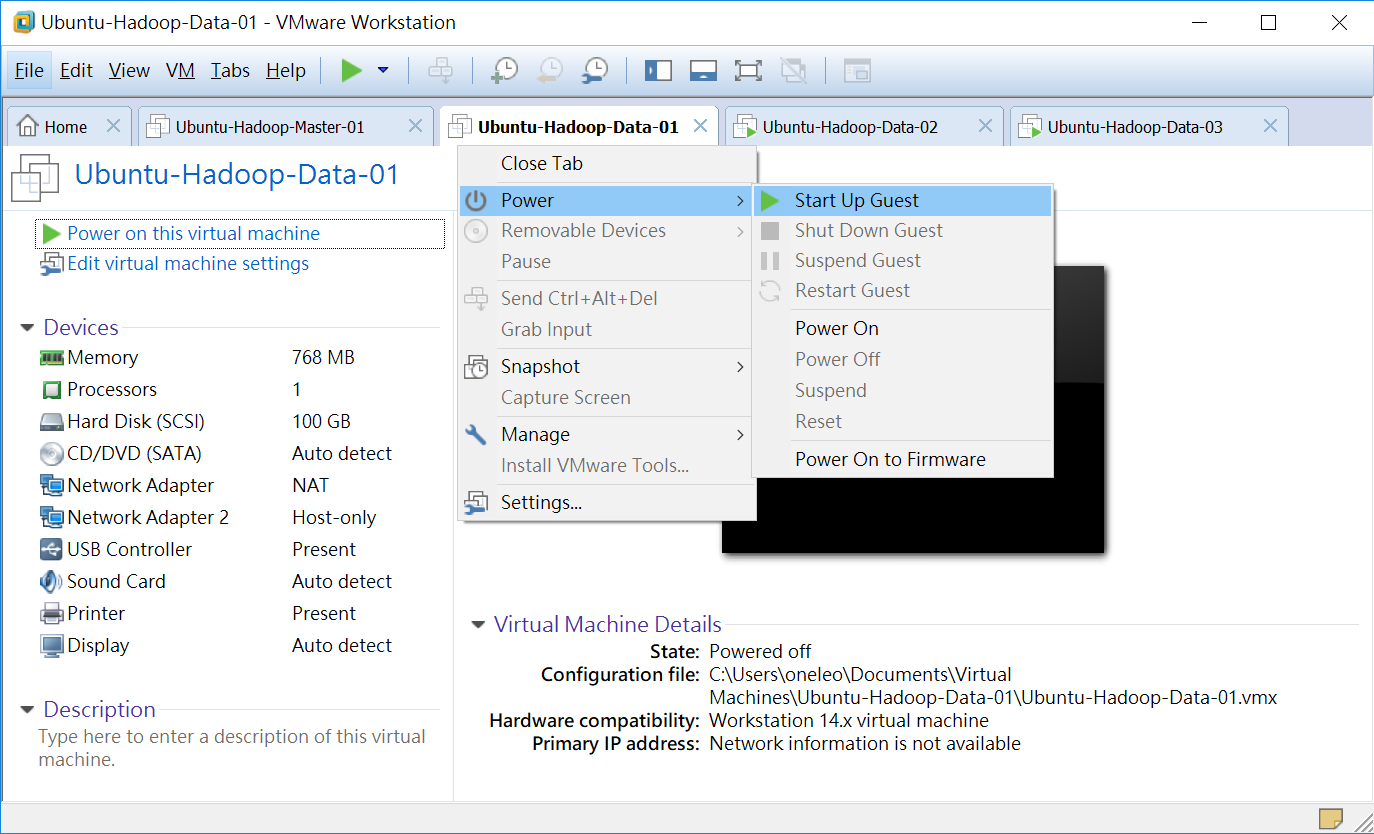 Ubuntu-Hadoop-Data-01 - VMware Workstation
File Edit View VM Tabs Help
Home Ubuntu-Hadoop-Master-01 Ubuntu-Hadoop-Data-01 Ubuntu-Hadoop-Data-02 Ubuntu-Hadoop-Data-03
Ubuntu-Hadoop-Data-01
Power on this virtual machine
Edit virtual machine settings
Devices
Memory 768 MB
Processors 1
Hard Disk (SCSI) 100 GB
CD/DVD (SATA) Auto detect
Network Adapter NAT
Network Adapter 2 Host-only
USB Controller Present
Sound Card Auto detect
Printer Present
Display Auto detect
Description
Type here to enter a description of this virtual
machine.
Close Tab
Power
Removable Devices
Pause
Send Ctrl+Alt+Del
Grab Input
Snapshot
Capture Screen
Manage
Install VMware Tools...
Settings...
Start Up Guest
Shut Down Guest
Suspend Guest
Restart Guest
Power On
Power Off
Suspend
Reset
Power On to Firmware
Virtual Machine Details
State: Powered off
Configuration file: C:\Users\oneleo\Documents\Virtual
Machines\Ubuntu-Hadoop-Data-01\Ubuntu-Hadoop-Data-01.vmx
Hardware compatibility: Workstation 14.x virtual machine
Primary IP address: Network information is not available